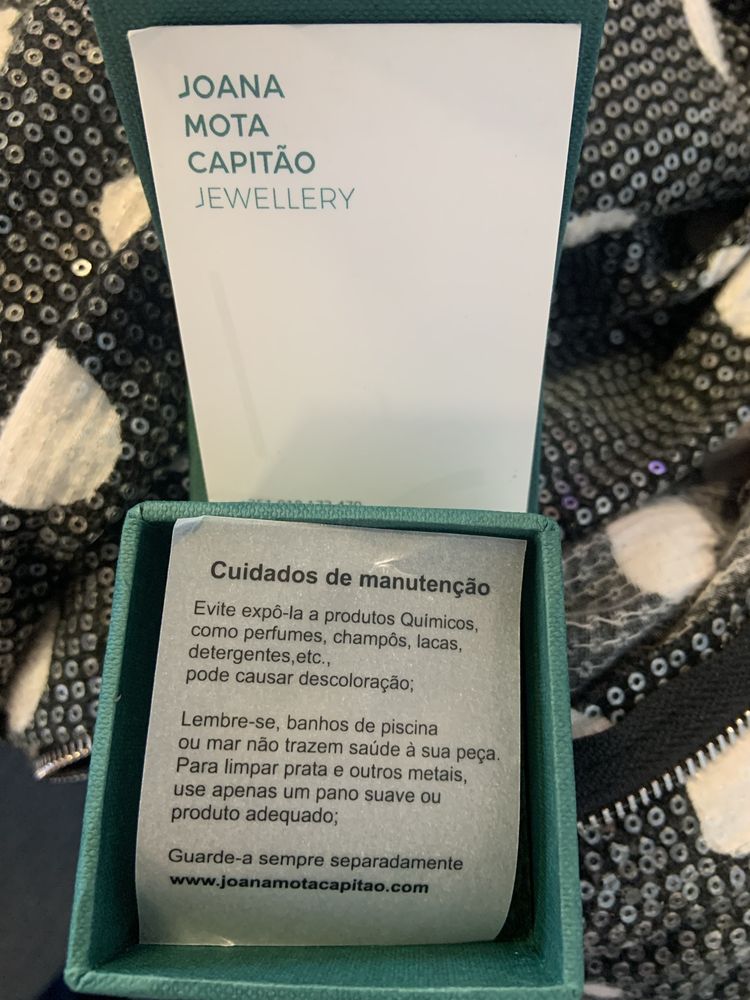 JOANA
MOTA
CAPITÃO
JEWELLERY
Cuidados de manutenção
Evite expô-la a produtos Químicos,
como perfumes, champôs, lacas,
detergentes,etc.,
pode causar descoloração;
Lembre-se, banhos de piscina
ou mar não trazem saúde à sua peça.
Para limpar prata e outros metais,
use apenas um pano suave ou
produto adequado;
Guarde-a sempre separadamente
www.joanamotacapitao.com